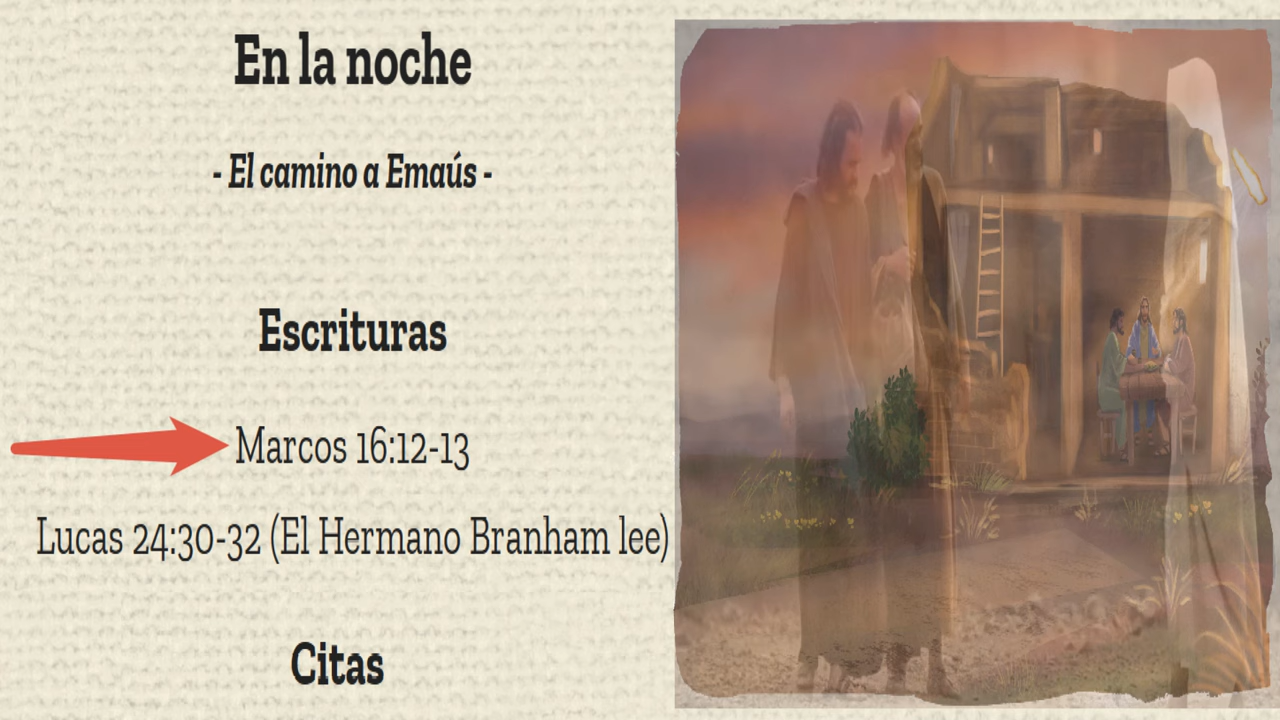 En la noche
- El camino a Emaús -
Escrituras
Marcos 16:12-13
Lucas 24:30-32 (El Hermano Branham lee)
Citas